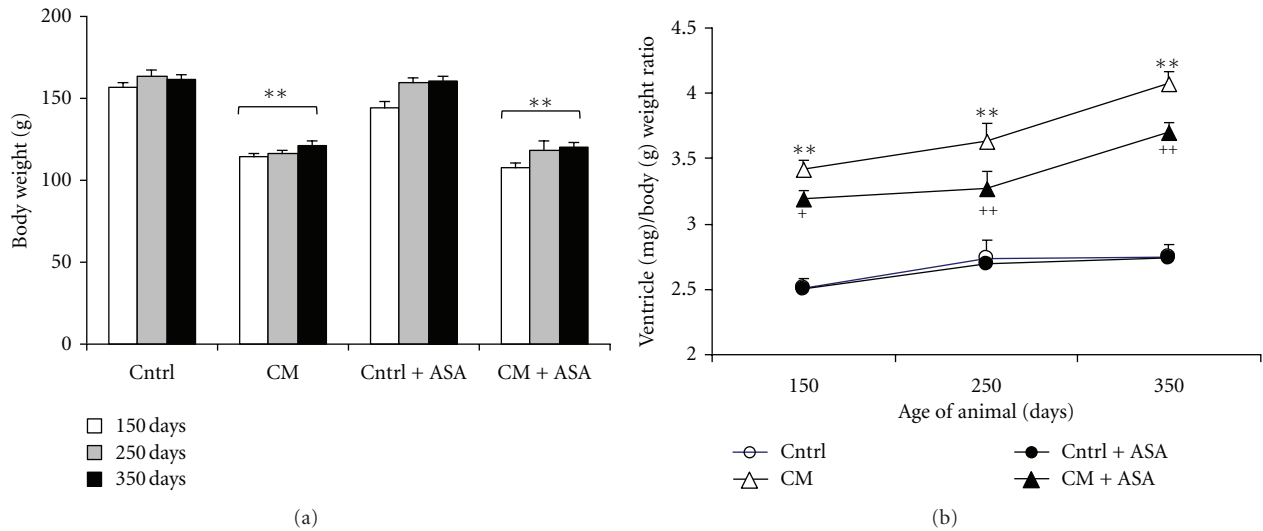 200
150
100
50
0
Body weight (g)
**
**
Cntrl
CM
Cntrl + ASA
CM + ASA
150 days
250 days
350 days
(a)
4.5
4
3.5
3
2.5
2
Ventricle (mg)/body (g) weight ratio
**
**
**
+
++
++
150
250
350
Age of animal (days)
Cntrl
CM
Cntrl + ASA
CM + ASA
(b)